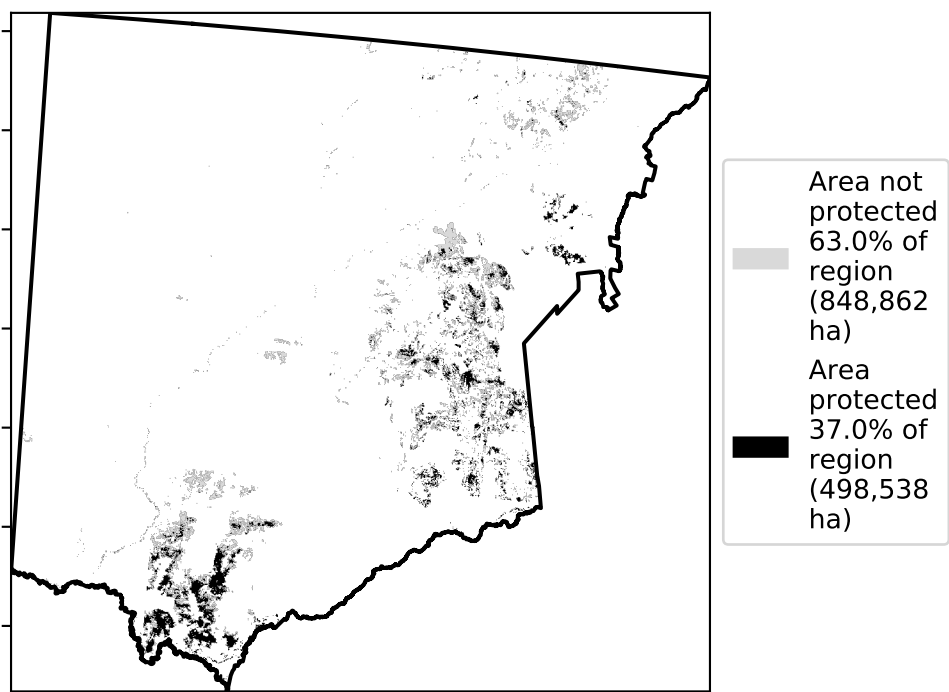 Area not
protected
63.0% of
region
(848,862
ha)
Area
protected
37.0% of
region
(498,538
ha)